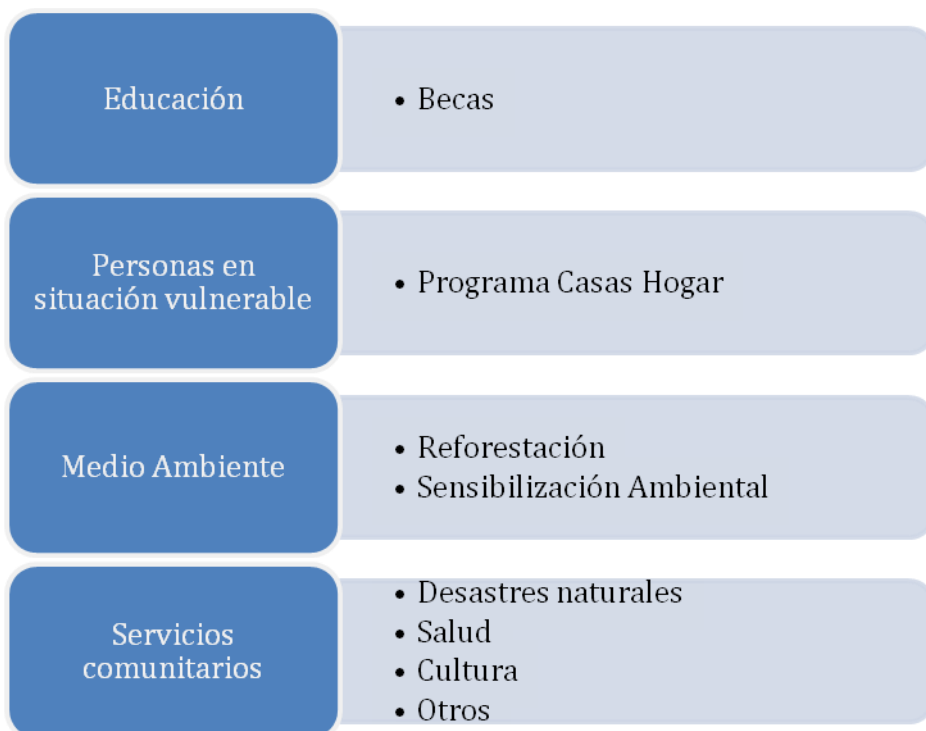 Educación
• Becas
Personas en
situación vulnerable
• Programa Casas Hogar
Medio Ambiente
• Reforestación
• Sensibilización Ambiental
Servicios
comunitarios
• Desastres naturales
• Salud
• Cultura
• Otros